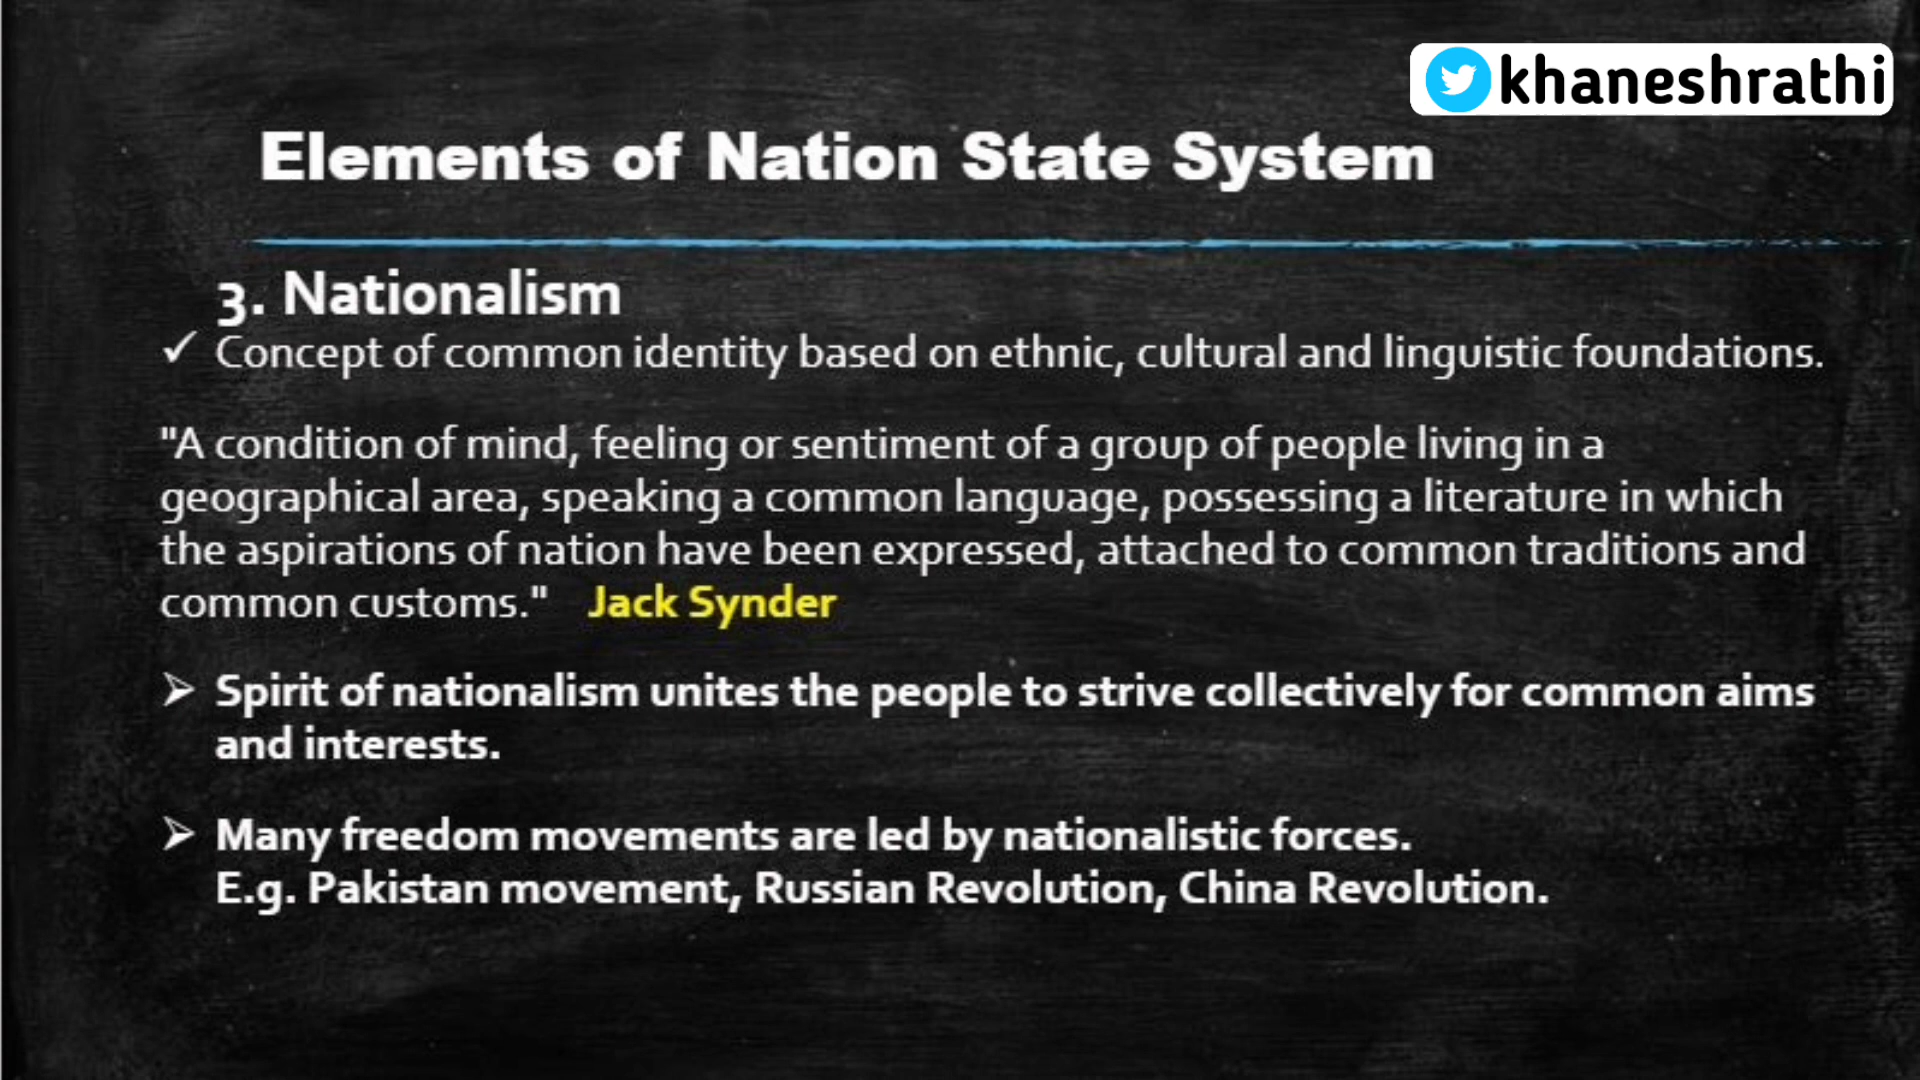 khaneshrathi
Elements of Nation State System
3. Nationalism
✓ Concept of common identity based on ethnic, cultural and linguistic foundations.
"A condition of mind, feeling or sentiment of a group of people living in a
geographical area, speaking a common language, possessing a literature in which
the aspirations of nation have been expressed, attached to common traditions and
common customs." Jack Synder
➢ Spirit of nationalism unites the people to strive collectively for common aims
and interests.
➢ Many freedom movements are led by nationalistic forces.
E.g. Pakistan movement, Russian Revolution, China Revolution.